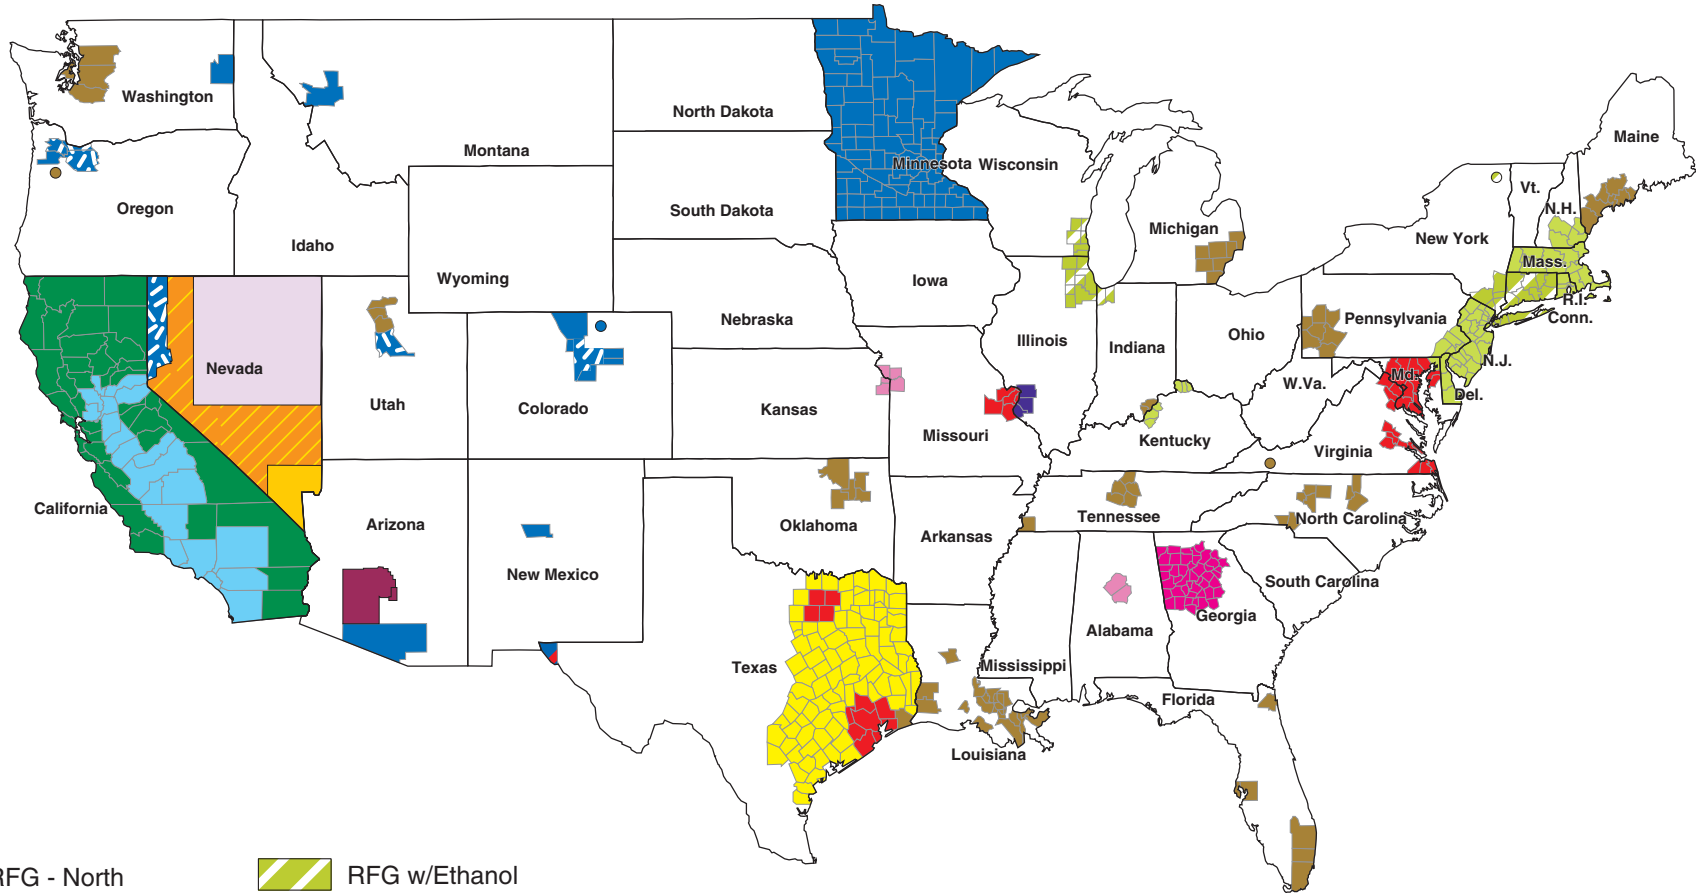 Washington
Montana
North Dakota
Minnesota
Wisconsin
Michigan
Maine
Vt.
N.H.
New York
Mass.
R.I.
Conn.
Oregon
Idaho
Wyoming
South Dakota
Iowa
Nebraska
Illinois
Indiana
Ohio
Pennsylvania
N.J.
Md.
Del.
W.Va.
Nevada
Utah
Colorado
Kansas
Missouri
Kentucky
Virginia
California
Arizona
New Mexico
Oklahoma
Arkansas
Tennessee
North Carolina
South Carolina
Georgia
Alabama
Mississippi
Texas
Louisiana
Florida
RFG - North
RFG w/Ethanol